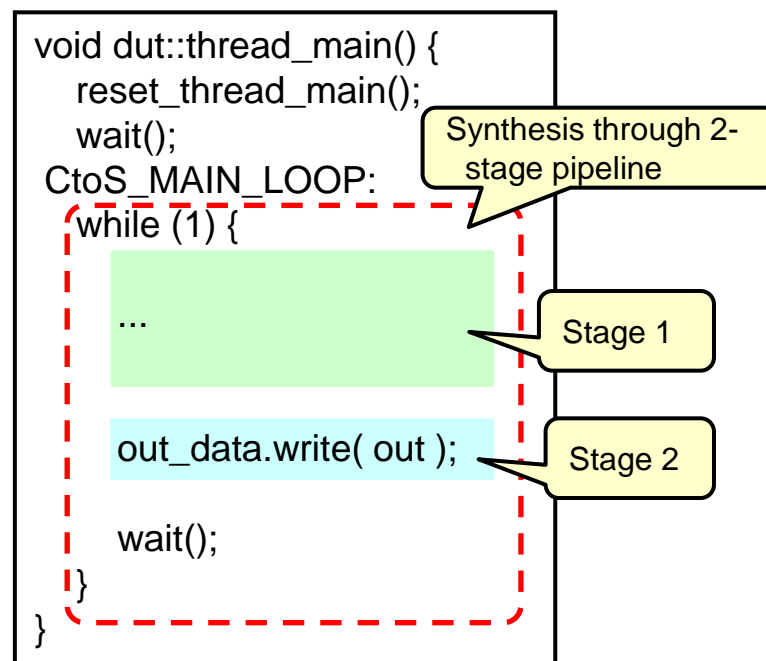 void dut::thread_main() {
reset_thread_main();
wait();
Synthesis through 2-
stage pipeline
CtoS_MAIN_LOOP:
while (1) {
...
Stage 1
out_data.write( out );
Stage 2
wait();
}
}